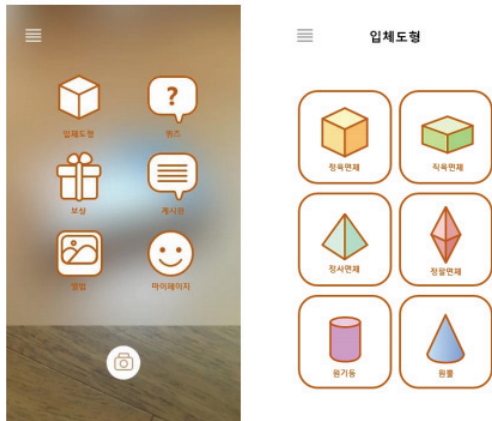 입체도형
퀴즈
보상
게시판
앨범
마이페이지
입체도형
정육면체
직육면체
정사면체
정팔면체
원기둥
원뿔